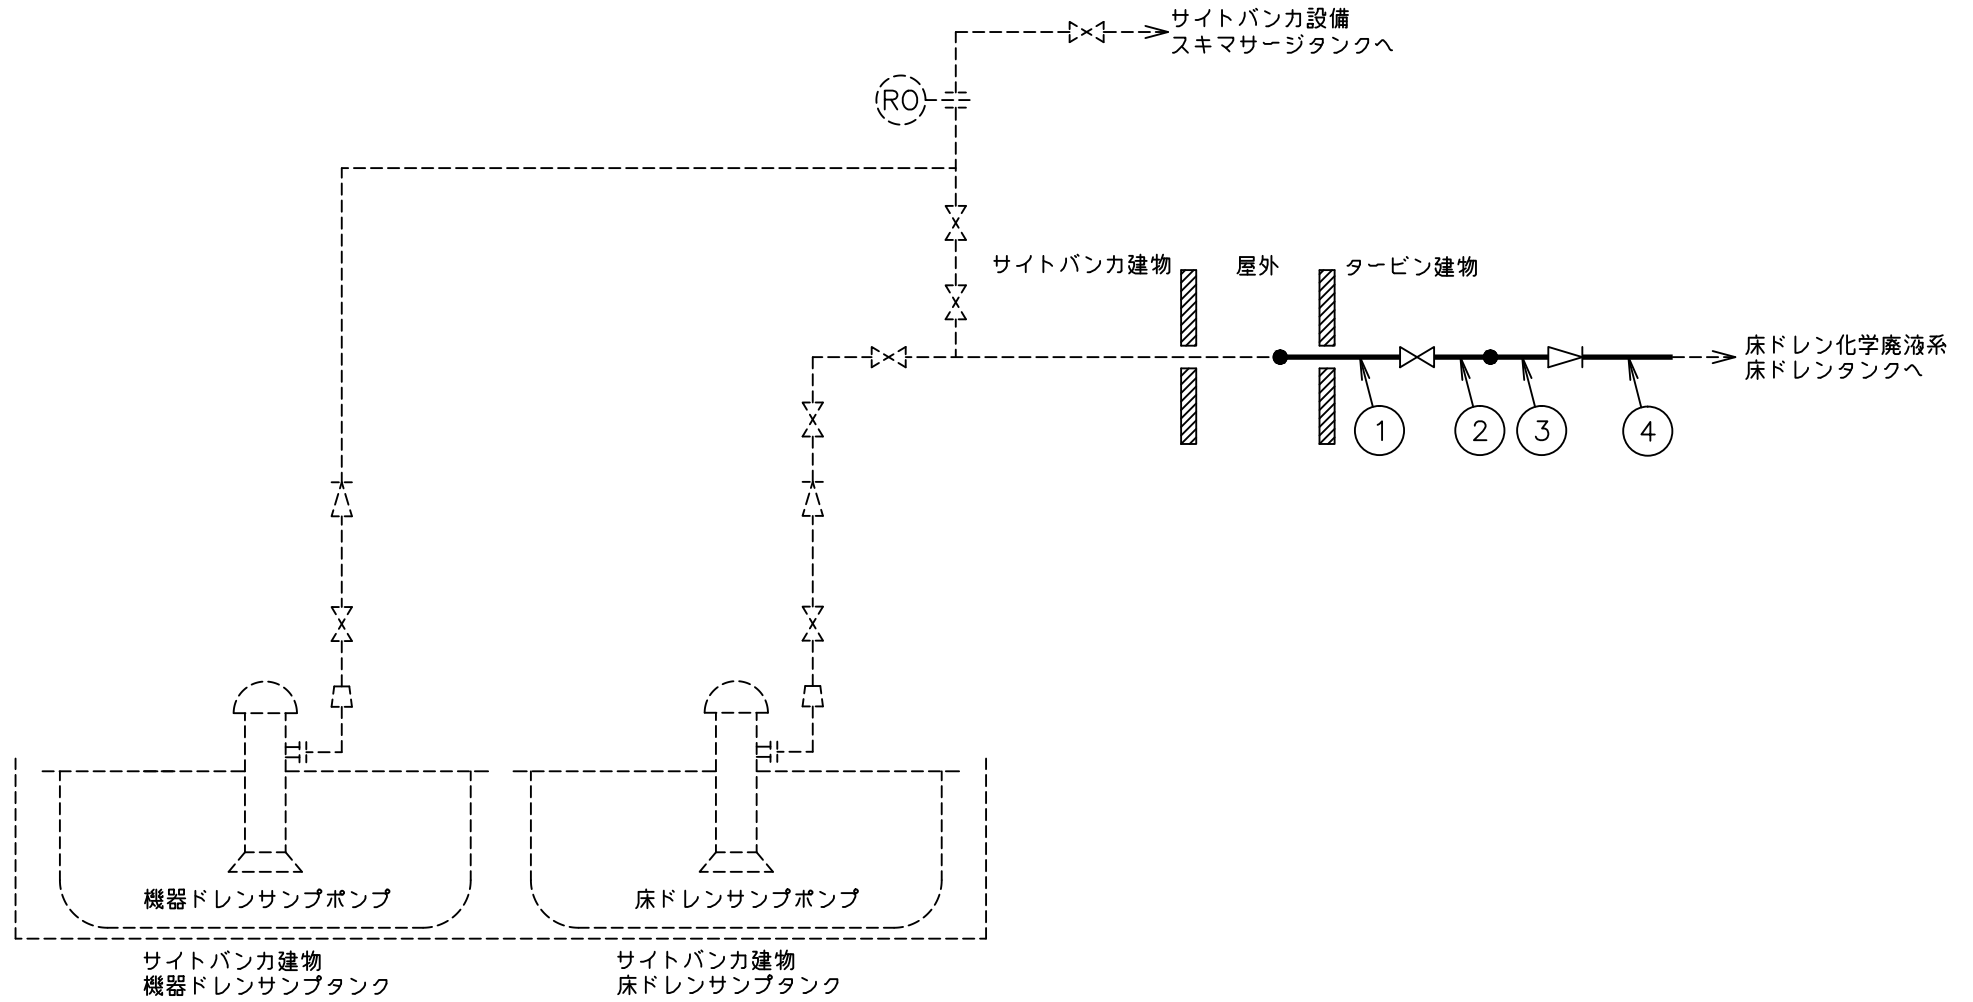 サイトバンカ設備
スキマサージタンクへ
RO
サイトバンカ建物
屋外
タービン建物
床ドレン化学廃液系
床ドレンタンクへ
1
2
3
4
機器ドレンサンプポンプ
床ドレンサンプポンプ
サイトバンカ建物
機器ドレンサンプタンク
サイトバンカ建物
床ドレンサンプタンク